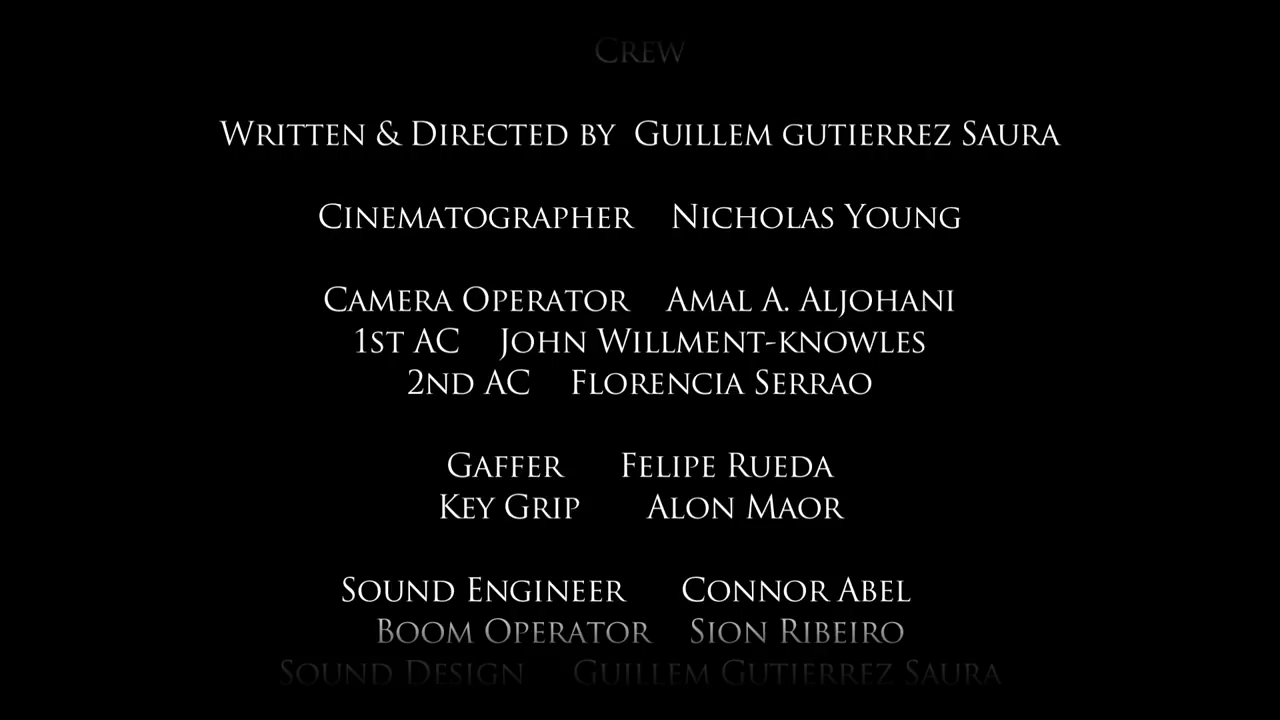 Crew
Written & Directed by Guillem gutierrez Saura
Cinematographer Nicholas Young
Camera Operator Amal A. Aljohani
1st AC John Willment-knowles
2nd AC Florencia Serrao
Gaffer Felipe Rueda
Key Grip Alon Maor
Sound Engineer Connor Abel
Boom Operator Sion Ribeiro
Sound Design Guillem Gutierrez Saura